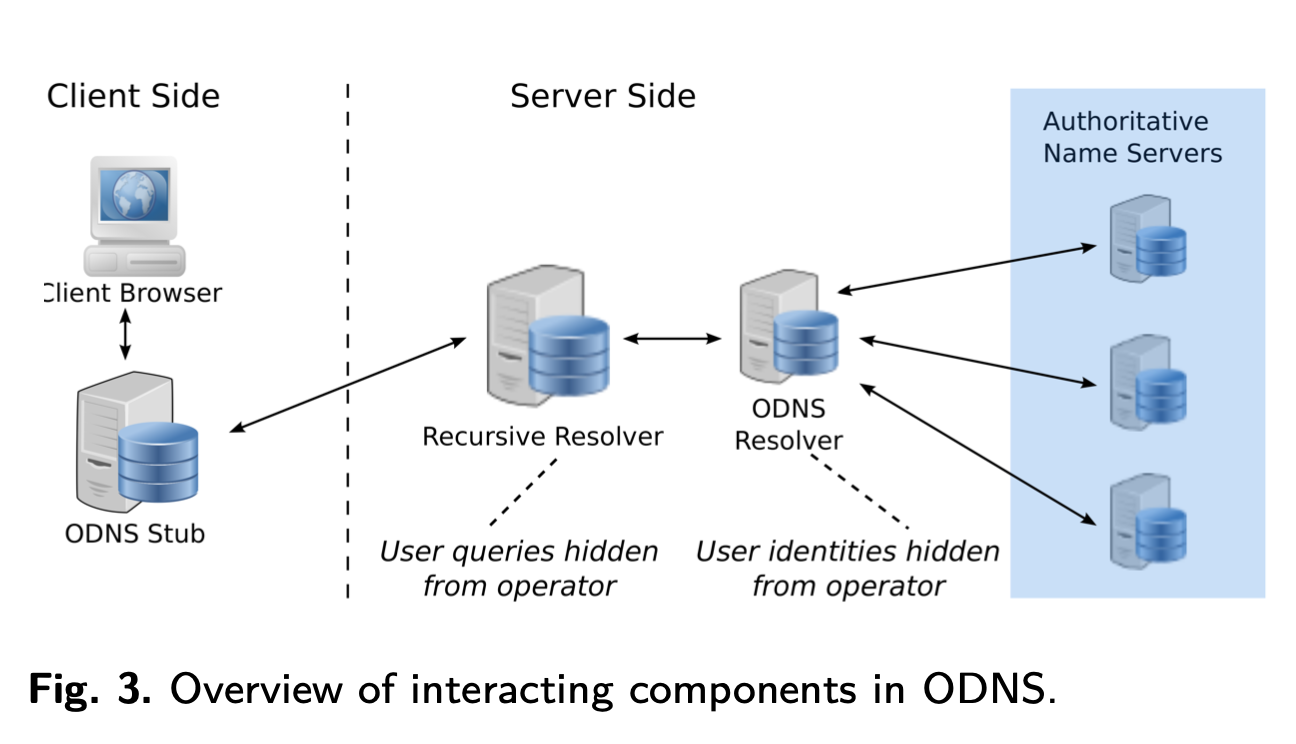 Client Side
Server Side
Authoritative
Name Servers
Client Browser
ODNS Stub
Recursive Resolver
ODNS
Resolver
User queries hidden
from operator
User identities hidden
from operator
Fig. 3. Overview of interacting components in ODNS.